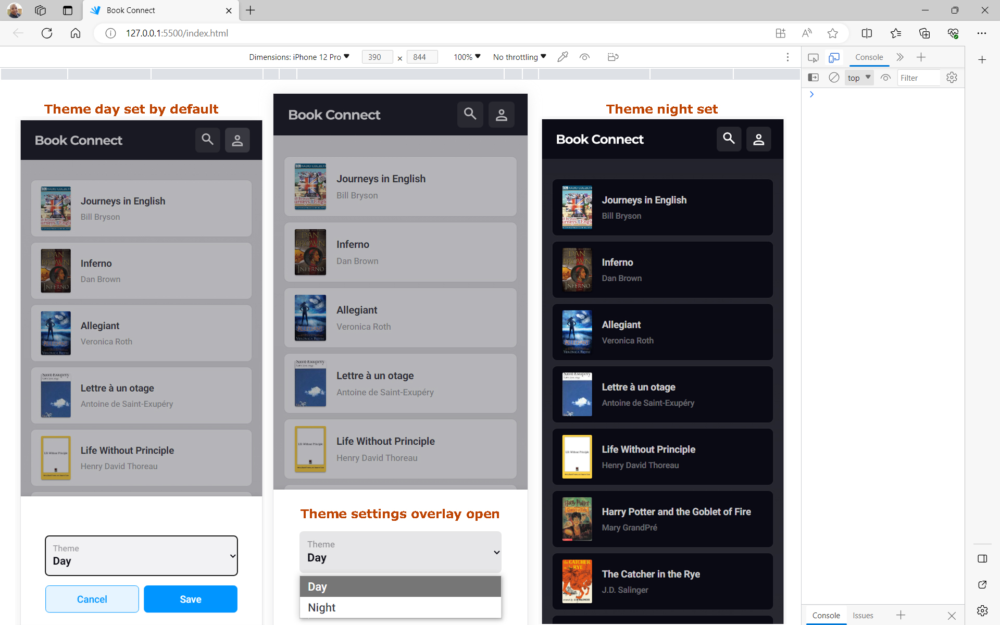 Book Connect
127.0.0.1:5500/index.html
Dimensions: iPhone 12 Pro
390
x
844
100%
No throttling
Console
top
Filter
Theme day set by default
Book Connect
Journeys in English
Bill Bryson
Inferno
Dan Brown
Allegiant
Veronica Roth
Lettre à un otage
Antoine de Saint-Exupéry
Life Without Principle
Henry David Thoreau
Theme
Day
Cancel
Save
Book Connect
Journeys in English
Bill Bryson
Inferno
Dan Brown
Allegiant
Veronica Roth
Lettre à un otage
Antoine de Saint-Exupéry
Life Without Principle
Henry David Thoreau
Theme settings overlay open
Theme
Day
Day
Night
Theme night set
Book Connect
Journeys in English
Bill Bryson
Inferno
Dan Brown
Allegiant
Veronica Roth
Lettre à un otage
Antoine de Saint-Exupéry
Life Without Principle
Henry David Thoreau
Harry Potter and the Goblet of Fire
Mary GrandPré
The Catcher in the Rye
J.D. Salinger
Console
Issues